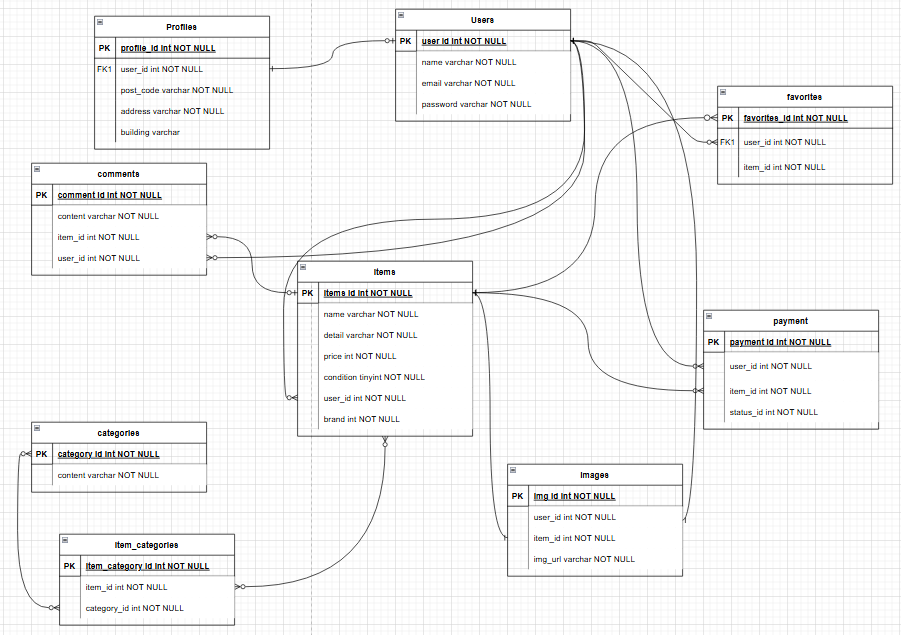 Profiles
PK profile_id int NOT NULL
FK1 user_id int NOT NULL
post_code varchar NOT NULL
address varchar NOT NULL
building varchar
Users
PK user id int NOT NULL
name varchar NOT NULL
email varchar NOT NULL
password varchar NOT NULL
favorites
PK favorites_id int NOT NULL
FK1 user_id int NOT NULL
item_id int NOT NULL
comments
PK comment id int NOT NULL
content varchar NOT NULL
item_id int NOT NULL
user_id int NOT NULL
items
PK items id int NOT NULL
name varchar NOT NULL
detail varchar NOT NULL
price int NOT NULL
condition tinyint NOT NULL
user_id int NOT NULL
brand int NOT NULL
payment
PK payment id int NOT NULL
user_id int NOT NULL
item_id int NOT NULL
status_id int NOT NULL
categories
PK category id int NOT NULL
content varchar NOT NULL
images
PK img id int NOT NULL
user_id int NOT NULL
item_id int NOT NULL
img_url varchar NOT NULL
item_categories
PK item_category id int NOT NULL
item_id int NOT NULL
category_id int NOT NULL